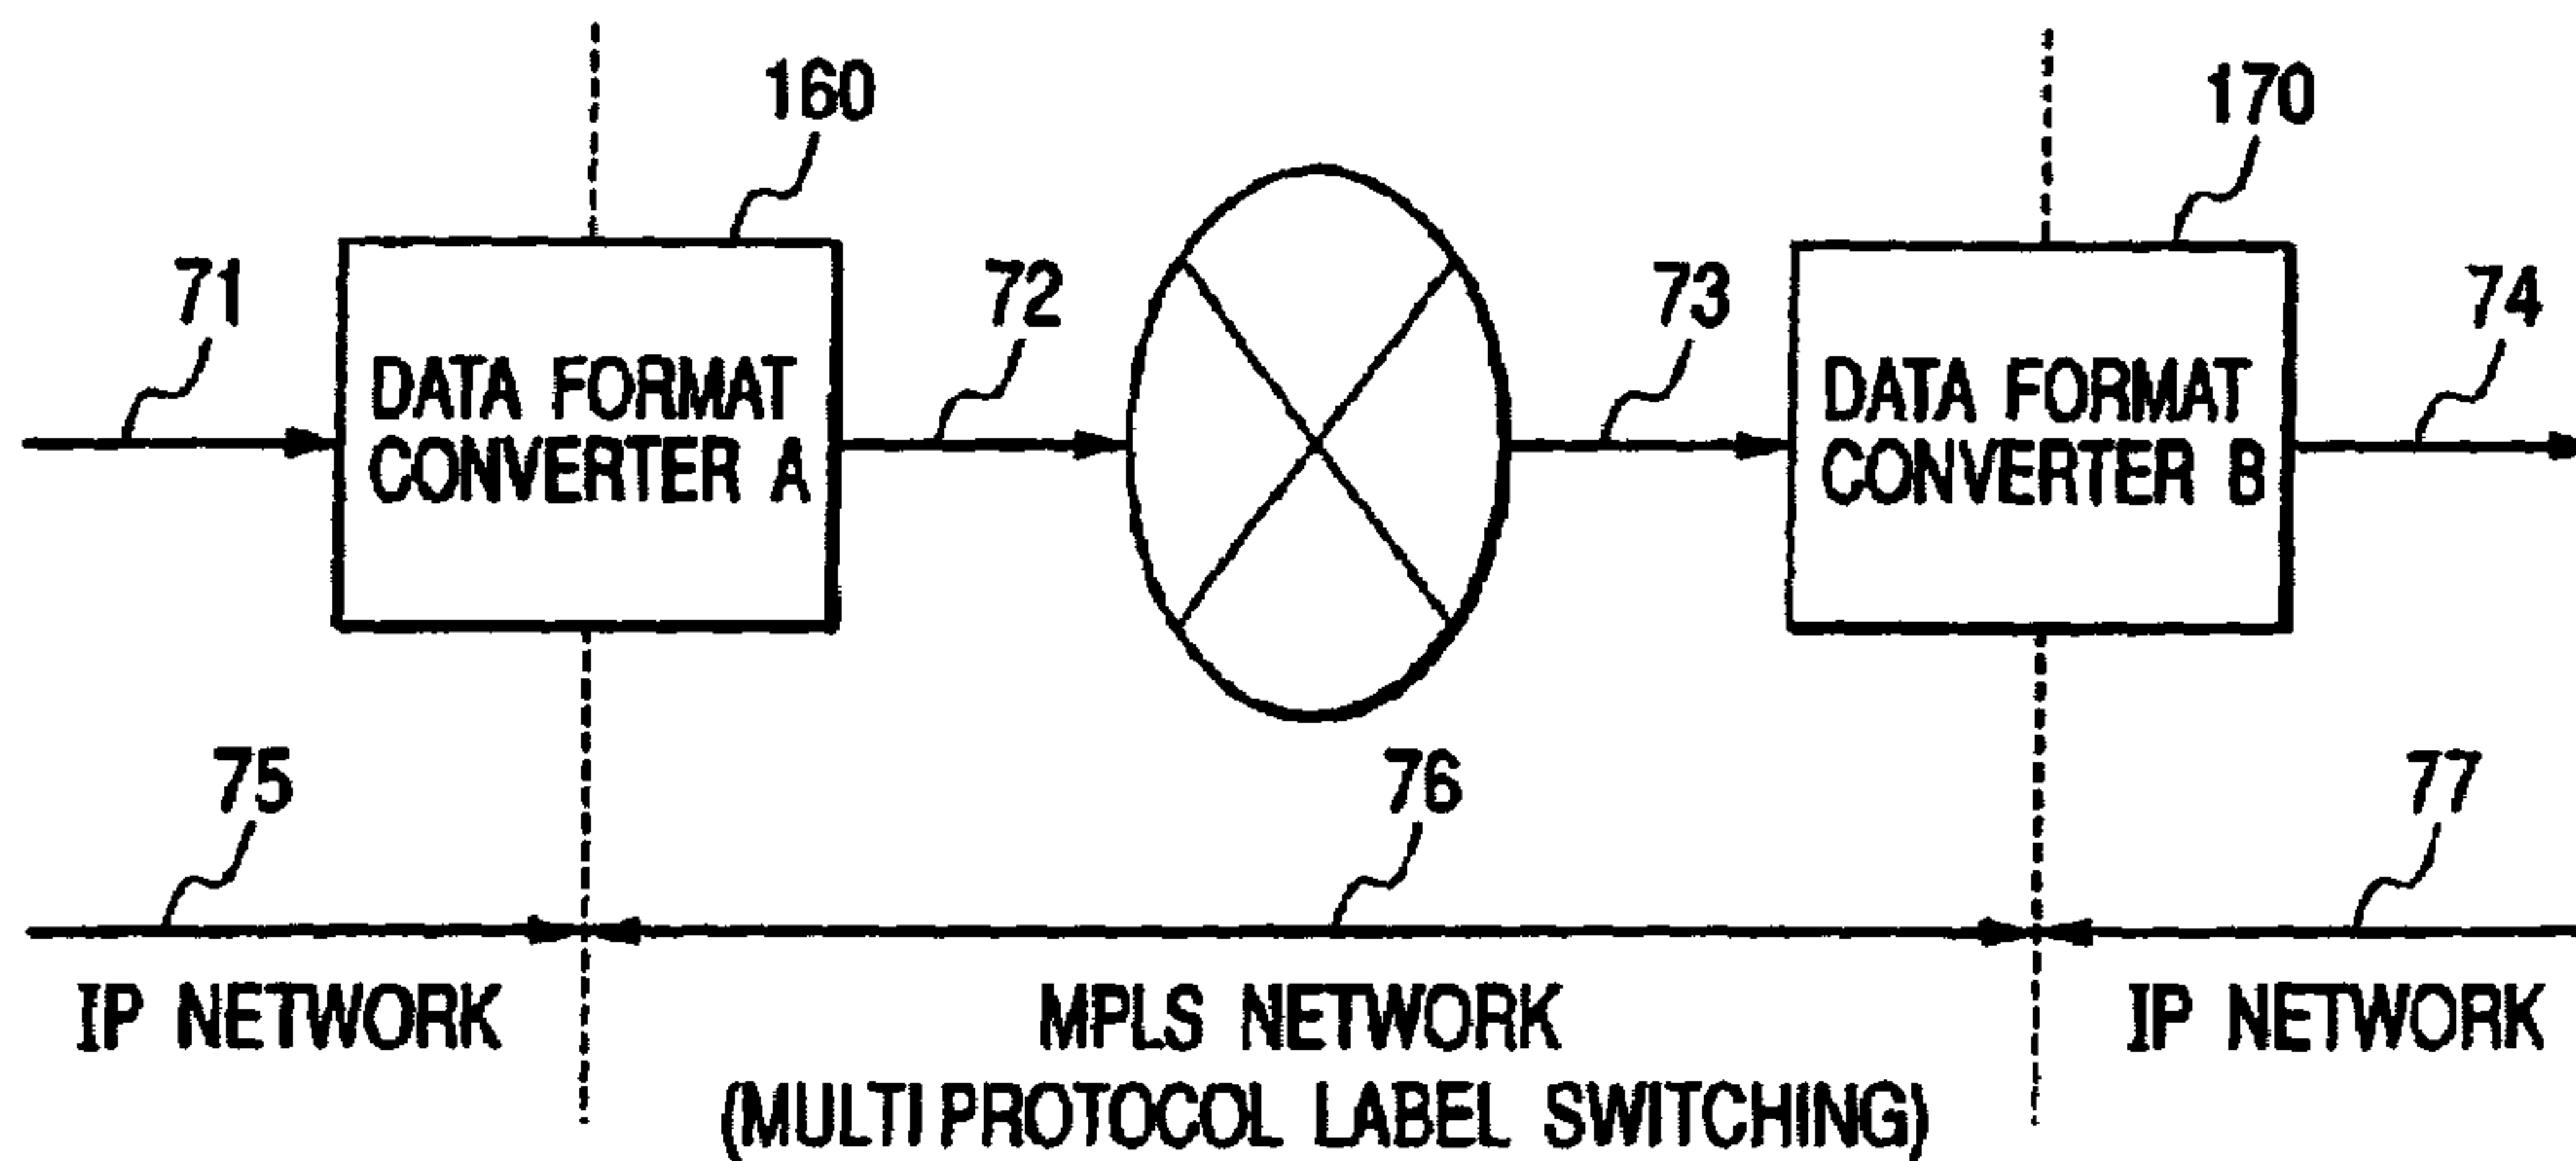 160
170
71
72
73
74
DATA FORMAT
CONVERTER A
DATA FORMAT
CONVERTER B
75
76
77
IP NETWORK
MPLS NETWORK
(MULTI PROTOCOL LABEL SWITCHING)
IP NETWORK